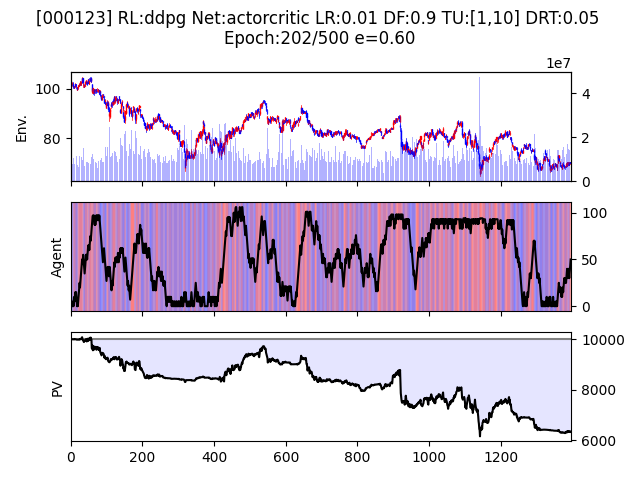 [000123] RL:ddpg Net:actorcritic LR:0.01 DF:0.9 TU:[1,10] DRT:0.05
Epoch:202/500 e=0.60
1e7
100
80
Env.
4
2
0
Agent
100
50
0
PV
10000
8000
6000
0 200 400 600 800 1000 1200